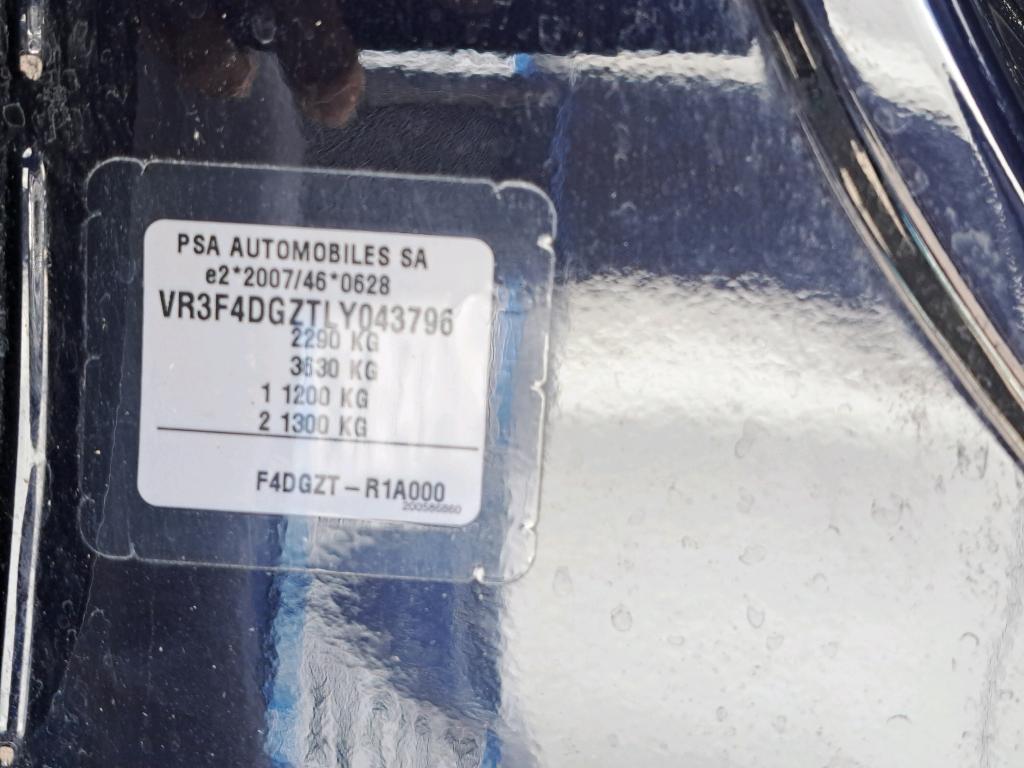 PSA AUTOMOBILES SA
e2*2007/46*0628
VR3F4DGZTLY043796
2290 KG
3630 KG
1 1200 KG
2 1300 KG
F4DGZT – R1A000
200586860